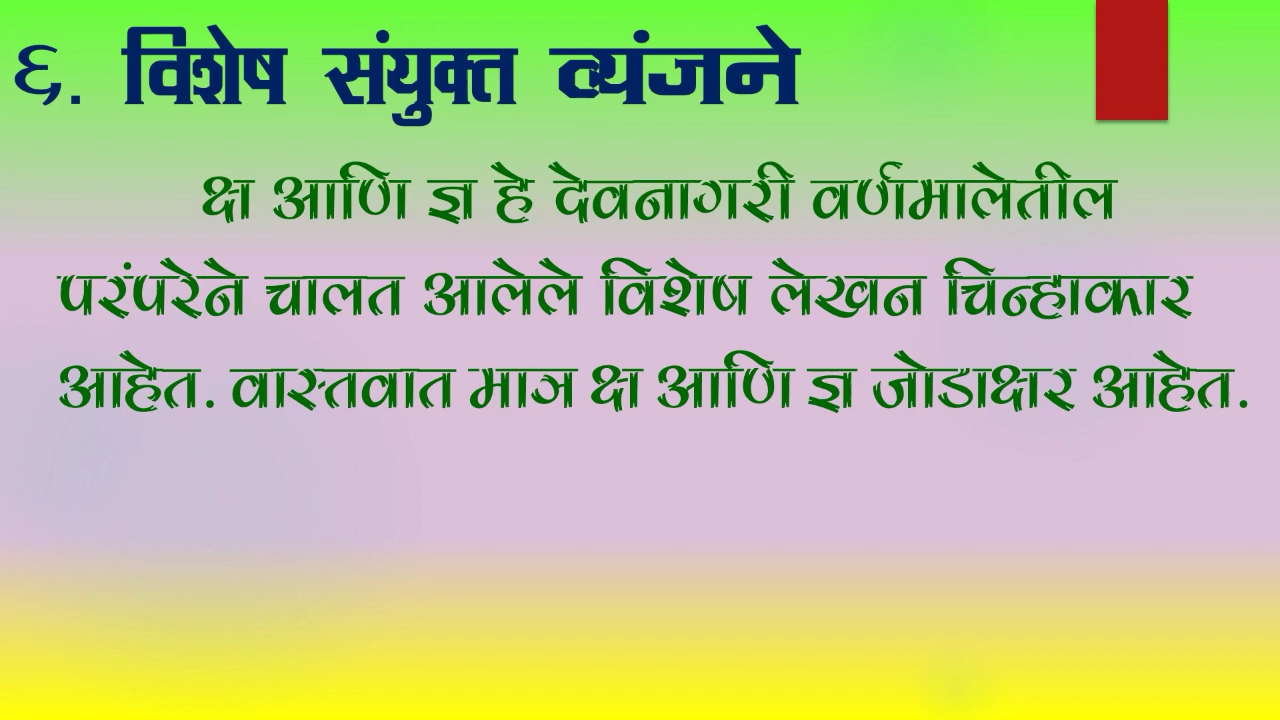 ६. विशेष संयुक्त व्यंजने
क्ष आणि ज्ञ हे देवनागरी वर्णमालेतील
परंपरेने चालत आलेले विशेष लेखन चिन्हाकार
आहेत. वास्तवात मात्र क्ष आणि ज्ञ जोडाक्षर आहेत.